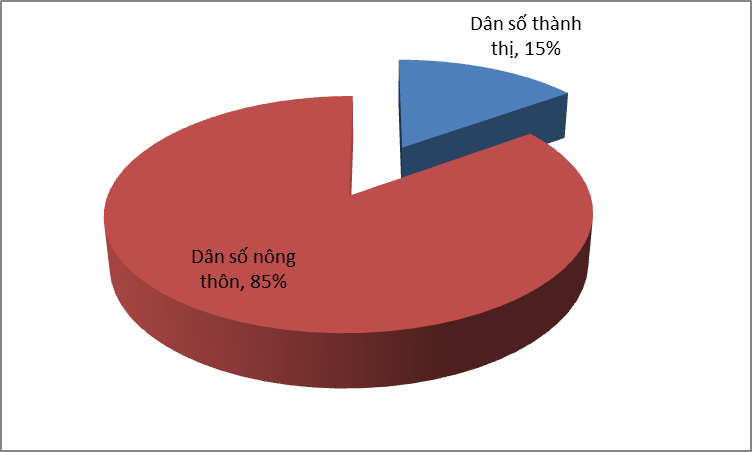 Dân số thành
thị, 15%
Dân số nông
thôn, 85%